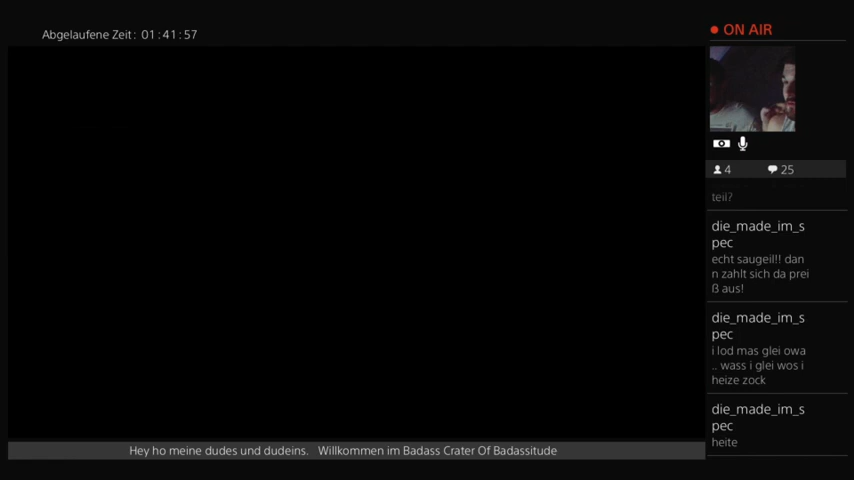 Abgelaufene Zeit: 01:41:57
ON AIR
4 25
teil?
die_made_im_s
pec
echt saugeil!! dan
n zahlt sich da prei
ß aus!
die_made_im_s
pec
i lod mas glei owa
.. wass i glei wos i
heize zock
die_made_im_s
pec
heite
Hey ho meine dudes und dudeins. Willkommen im Badass Crater Of Badassitude